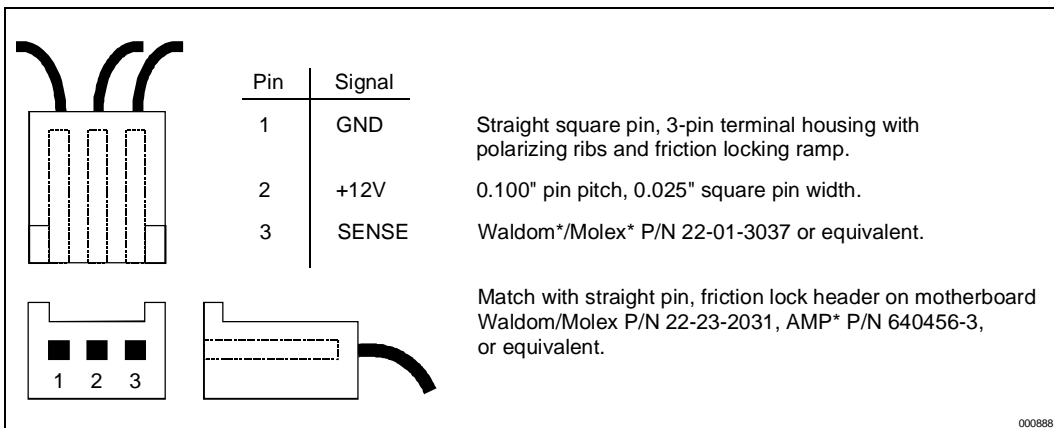 Pin Signal
1 GND Straight square pin, 3-pin terminal housing with
polarizing ribs and friction locking ramp.
2 +12V 0.100" pin pitch, 0.025" square pin width.
3 SENSE Waldom*/Molex* P/N 22-01-3037 or equivalent.
Match with straight pin, friction lock header on motherboard
Waldom/Molex P/N 22-23-2031, AMP* P/N 640456-3,
or equivalent.
1 2 3
000888